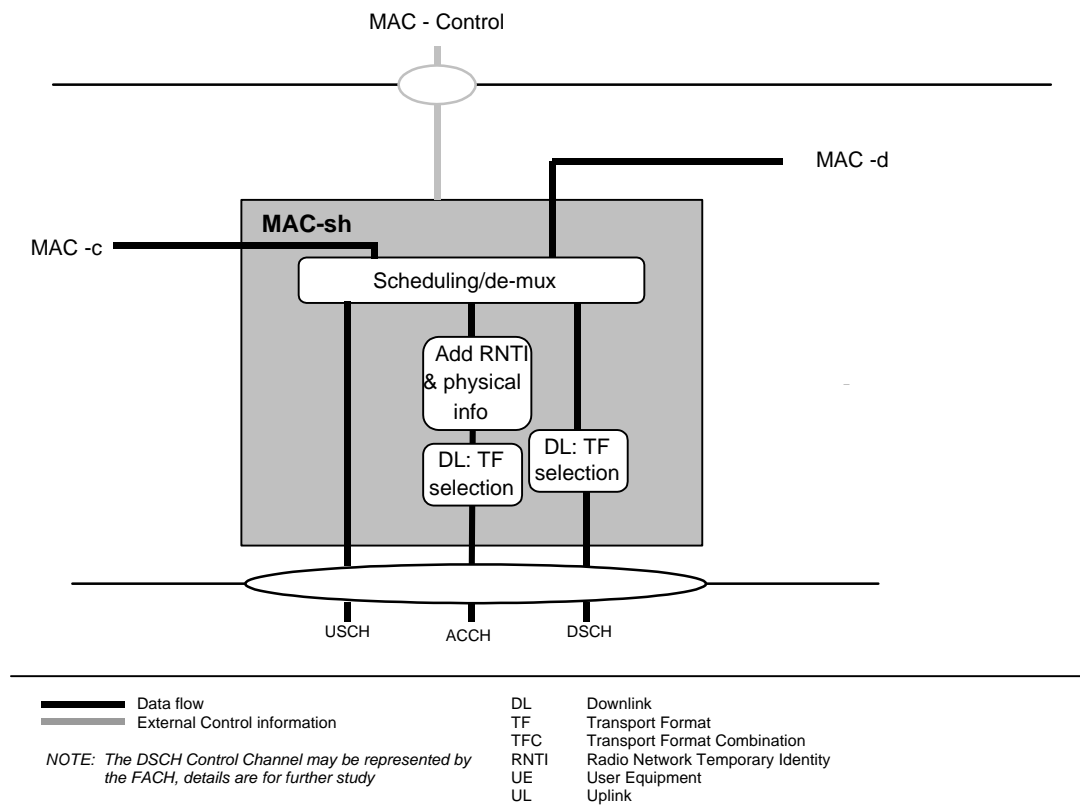 MAC - Control
MAC -d
MAC-sh
MAC -c
Scheduling/de-mux
Add RNTI
& physical
info
DL: TF
selection
DL: TF
selection
USCH
ACCH
DSCH
Data flow
External Control information
NOTE: The DSCH Control Channel may be represented by
the FACH, details are for further study
DL Downlink
TF Transport Format
TFC Transport Format Combination
RNTI Radio Network Temporary Identity
UE User Equipment
UL Uplink